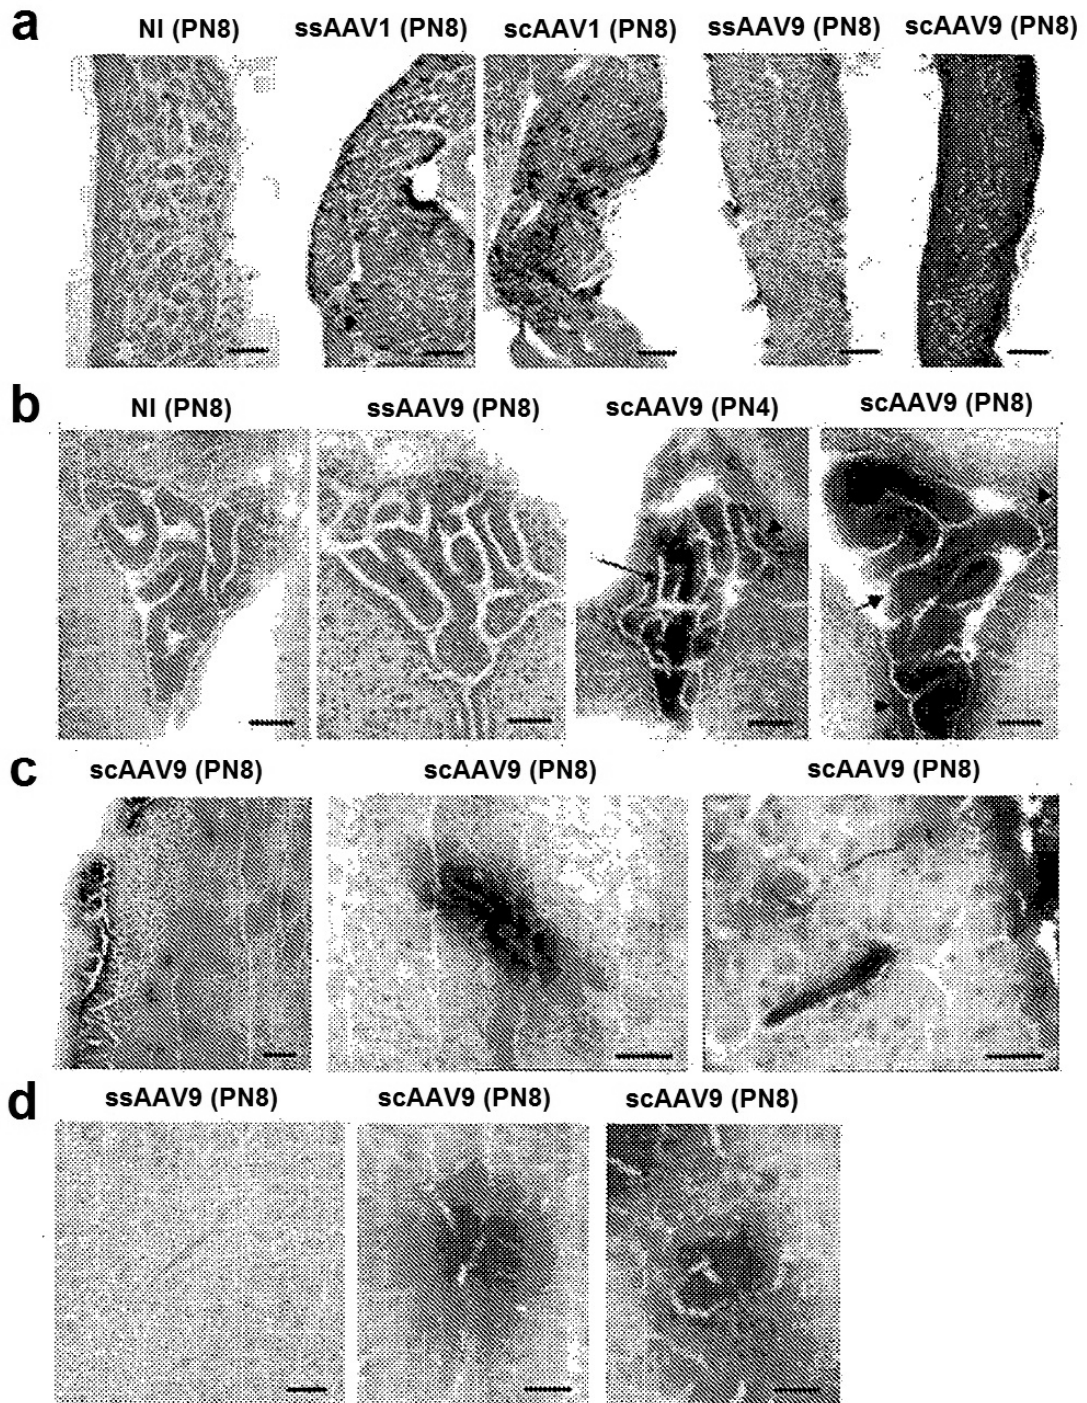 a
NI (PN8) ssAAV1 (PN8) scAAV1 (PN8) ssAAV9 (PN8) scAAV9 (PN8)
b
NI (PN8) ssAAV9 (PN8) scAAV9 (PN4) scAAV9 (PN8)
c
scAAV9 (PN8) scAAV9 (PN8) scAAV9 (PN8)
d
ssAAV9 (PN8) scAAV9 (PN8) scAAV9 (PN8)